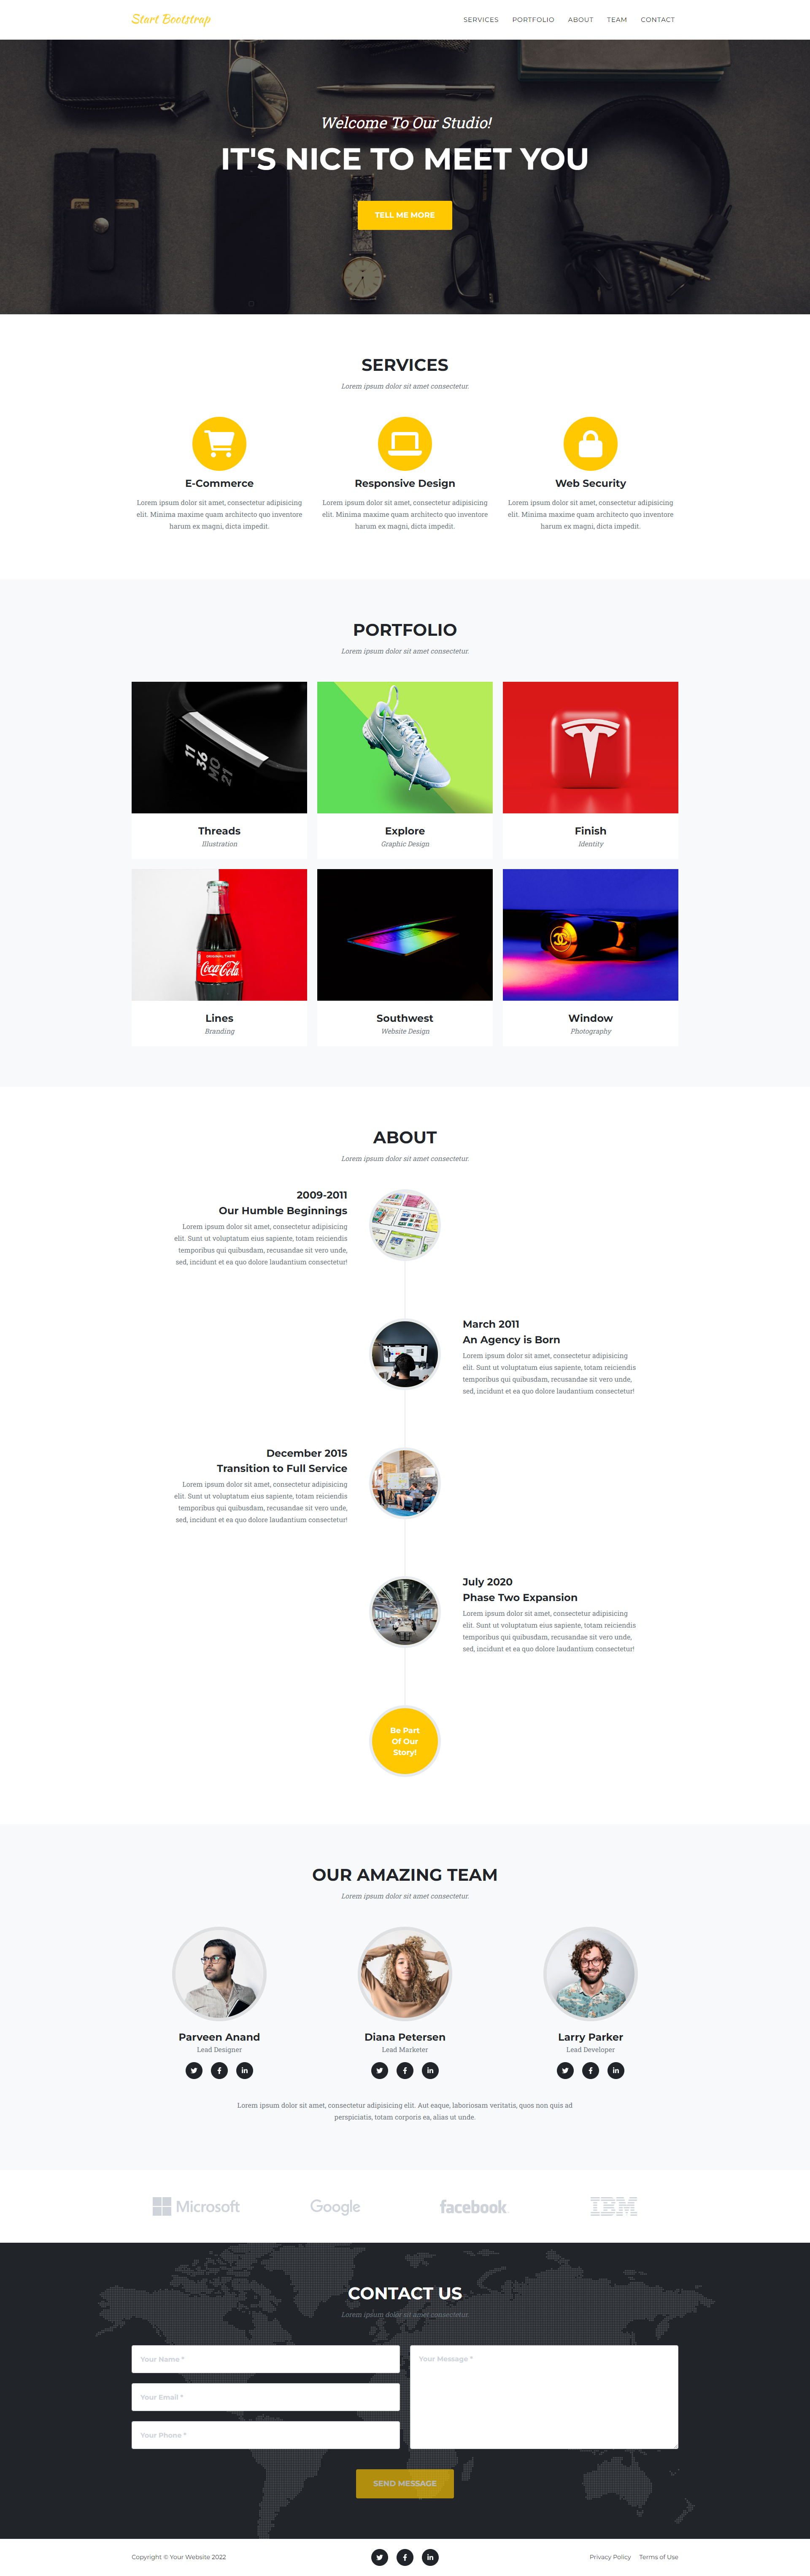 Start Bootstrap
SERVICES PORTFOLIO ABOUT TEAM CONTACT
Welcome To Our Studio!
IT'S NICE TO MEET YOU
TELL ME MORE
SERVICES
Lorem ipsum dolor sit amet consectetur.
E-Commerce
Lorem ipsum dolor sit amet, consectetur adipisicing
elit. Minima maxime quam architecto quo inventore
harum ex magni, dicta impedit.
Responsive Design
Lorem ipsum dolor sit amet, consectetur adipisicing
elit. Minima maxime quam architecto quo inventore
harum ex magni, dicta impedit.
Web Security
Lorem ipsum dolor sit amet, consectetur adipisicing
elit. Minima maxime quam architecto quo inventore
harum ex magni, dicta impedit.
PORTFOLIO
Lorem ipsum dolor sit amet consectetur.
11
36
MO
21
Threads
Illustration
Explore
Graphic Design
Finish
Identity
ORIGINAL TASTE
Coca-Cola
Lines
Branding
Southwest
Website Design
Window
Photography
ABOUT
Lorem ipsum dolor sit amet consectetur.
2009-2011
Our Humble Beginnings
Lorem ipsum dolor sit amet, consectetur adipisicing
elit. Sunt ut voluptatum eius sapiente, totam reiciendis
temporibus qui quibusdam, recusandae sit vero unde,
sed, incidunt et ea quo dolore laudantium consectetur!
March 2011
An Agency is Born
Lorem ipsum dolor sit amet, consectetur adipisicing
elit. Sunt ut voluptatum eius sapiente, totam reiciendis
temporibus qui quibusdam, recusandae sit vero unde,
sed, incidunt et ea quo dolore laudantium consectetur!
December 2015
Transition to Full Service
Lorem ipsum dolor sit amet, consectetur adipisicing
elit. Sunt ut voluptatum eius sapiente, totam reiciendis
temporibus qui quibusdam, recusandae sit vero unde,
sed, incidunt et ea quo dolore laudantium consectetur!
July 2020
Phase Two Expansion
Lorem ipsum dolor sit amet, consectetur adipisicing
elit. Sunt ut voluptatum eius sapiente, totam reiciendis
temporibus qui quibusdam, recusandae sit vero unde,
sed, incidunt et ea quo dolore laudantium consectetur!
Be Part
Of Our
Story!
OUR AMAZING TEAM
Lorem ipsum dolor sit amet consectetur.
Parveen Anand
Lead Designer
Diana Petersen
Lead Marketer
Larry Parker
Lead Developer
Lorem ipsum dolor sit amet, consectetur adipisicing elit. Aut eaque, laboriosam veritatis, quos non quis ad
perspiciatis, totam corporis ea, alias ut unde.
Microsoft
Google
facebook
IBM
CONTACT US
Lorem ipsum dolor sit amet consectetur.
Your Name *
Your Email *
Your Phone *
Your Message *
SEND MESSAGE
Copyright © Your Website 2022
Privacy Policy Terms of Use